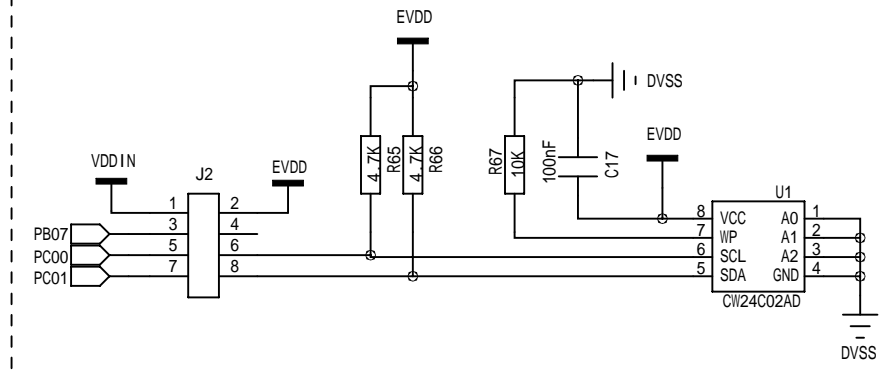 EVDD
DVSS
4.7K
R65
4.7K
R66
R67
10K
100nF
C17
EVDD
VDDIN
J2
EVDD
U1
1
2
3
4
5
6
7
8
PB07
PC00
PC01
8
VCC
A0
1
7
WP
A1
2
6
SCL
A2
3
5
SDA
GND
4
CW24C02AD
DVSS